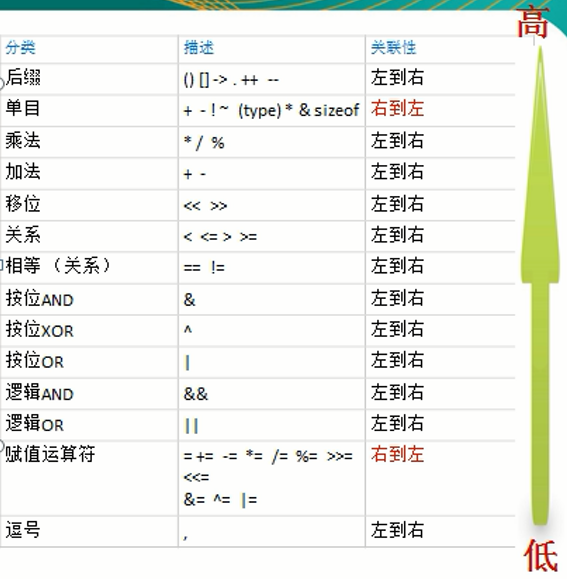 高
分类 描述 关联性
后缀 () [] -> . ++ -- 左到右
单目 + - ! ~ (type) * & sizeof 右到左
乘法 * / % 左到右
加法 + - 左到右
移位 << >> 左到右
关系 < <= > >= 左到右
相等 （关系） == != 左到右
按位AND & 左到右
按位XOR ^ 左到右
按位OR | 左到右
逻辑AND && 左到右
逻辑OR || 左到右
赋值运算符 = += -= *= /= %= >>= 右到左
<<=
&= ^= |=
逗号 , 左到右
低